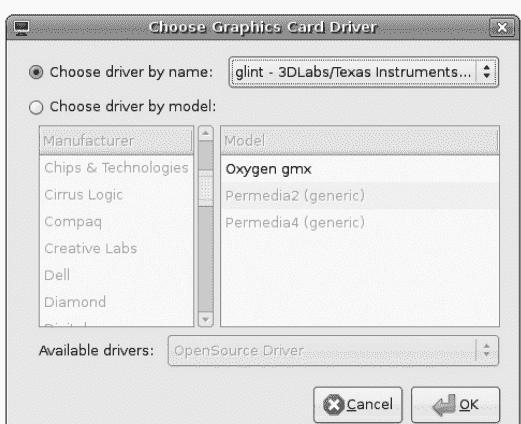 Choose Graphics Card Driver
Choose driver by name: glint - 3DLabs/Texas Instruments...
Choose driver by model:
Manufacturer
Chips & Technologies
Cirrus Logic
Compaq
Creative Labs
Dell
Diamond
Model
Oxygen gmx
Permedia2 (generic)
Permedia4 (generic)
Available drivers: OpenSource Driver
Cancel OK